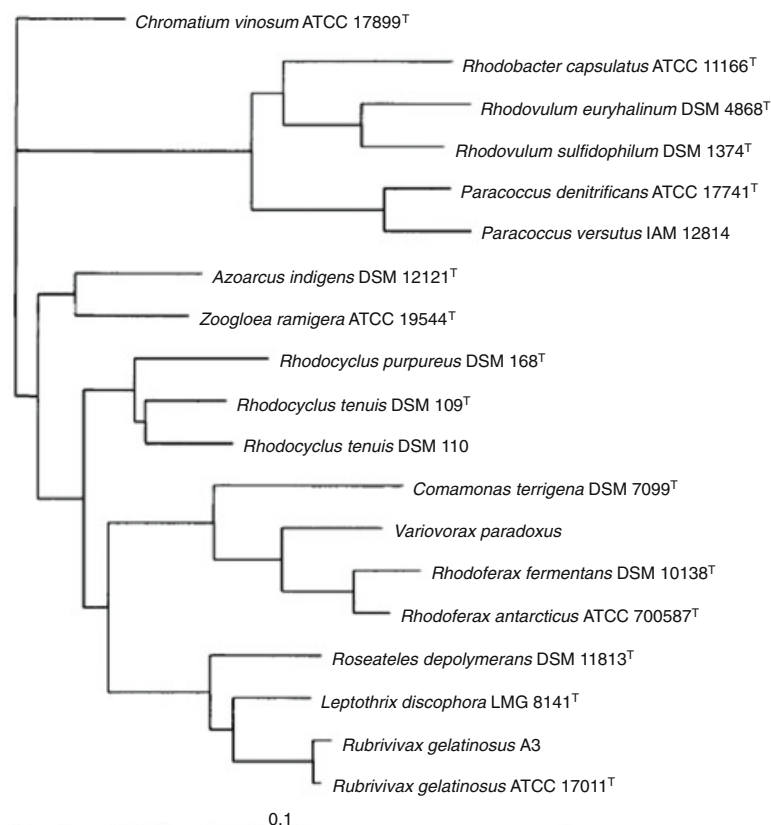 Chromatium vinosum ATCC 17899ᵀ
Rhodobacter capsulatus ATCC 11166ᵀ
Rhodovulum euryhalinum DSM 4868ᵀ
Rhodovulum sulfidophilum DSM 1374ᵀ
Paracoccus denitrificans ATCC 17741ᵀ
Paracoccus versutus IAM 12814
Azoarcus indigens DSM 12121ᵀ
Zoogloea ramigera ATCC 19544ᵀ
Rhodocyclus purpureus DSM 168ᵀ
Rhodocyclus tenuis DSM 109ᵀ
Rhodocyclus tenuis DSM 110
Comamonas terrigena DSM 7099ᵀ
Variovorax paradoxus
Rhodoferax fermentans DSM 10138ᵀ
Rhodoferax antarcticus ATCC 700587ᵀ
Roseateles depolymerans DSM 11813ᵀ
Leptothrix discophora LMG 8141ᵀ
Rubrivivax gelatinosus A3
Rubrivivax gelatinosus ATCC 17011ᵀ
0.1